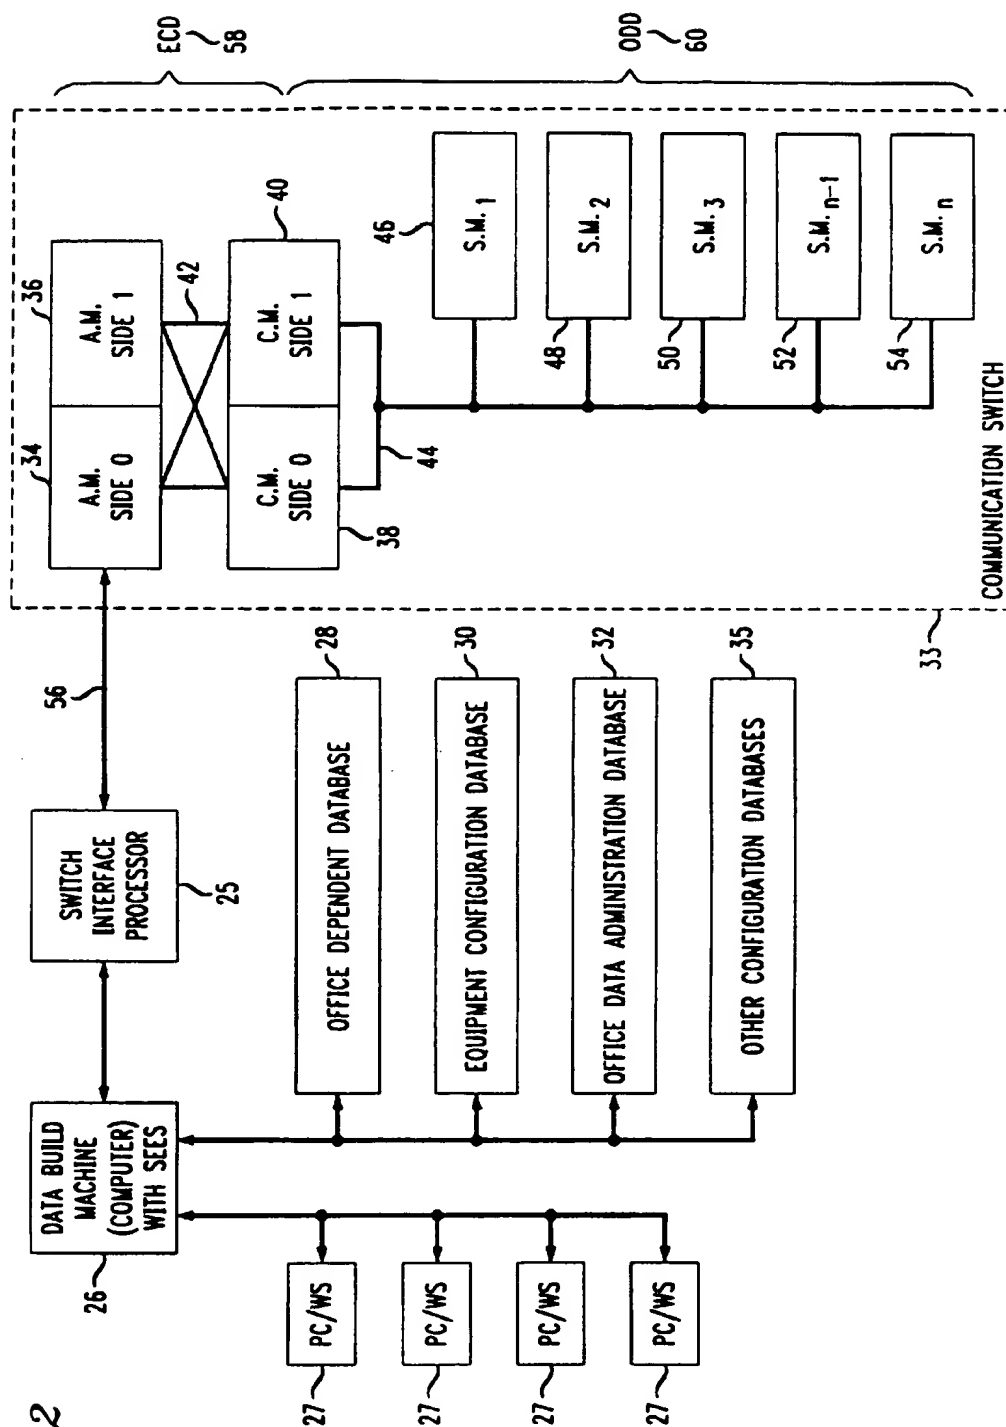 2
26
DATA BUILD
MACHINE
(COMPUTER)
WITH SEES
SWITCH
INTERFACE
PROCESSOR
25
56
27
PC/WS
27
PC/WS
27
PC/WS
27
PC/WS
OFFICE DEPENDENT DATABASE
28
EQUIPMENT CONFIGURATION DATABASE
30
OFFICE DATA ADMINISTRATION DATABASE
32
OTHER CONFIGURATION DATABASES
35
33
COMMUNICATION SWITCH
34
A.M.
SIDE 0
36
A.M.
SIDE 1
42
38
C.M.
SIDE 0
40
C.M.
SIDE 1
44
46
S.M.1
48
S.M.2
50
S.M.3
52
S.M.n-1
54
S.M.n
ECD
58
ODD
60